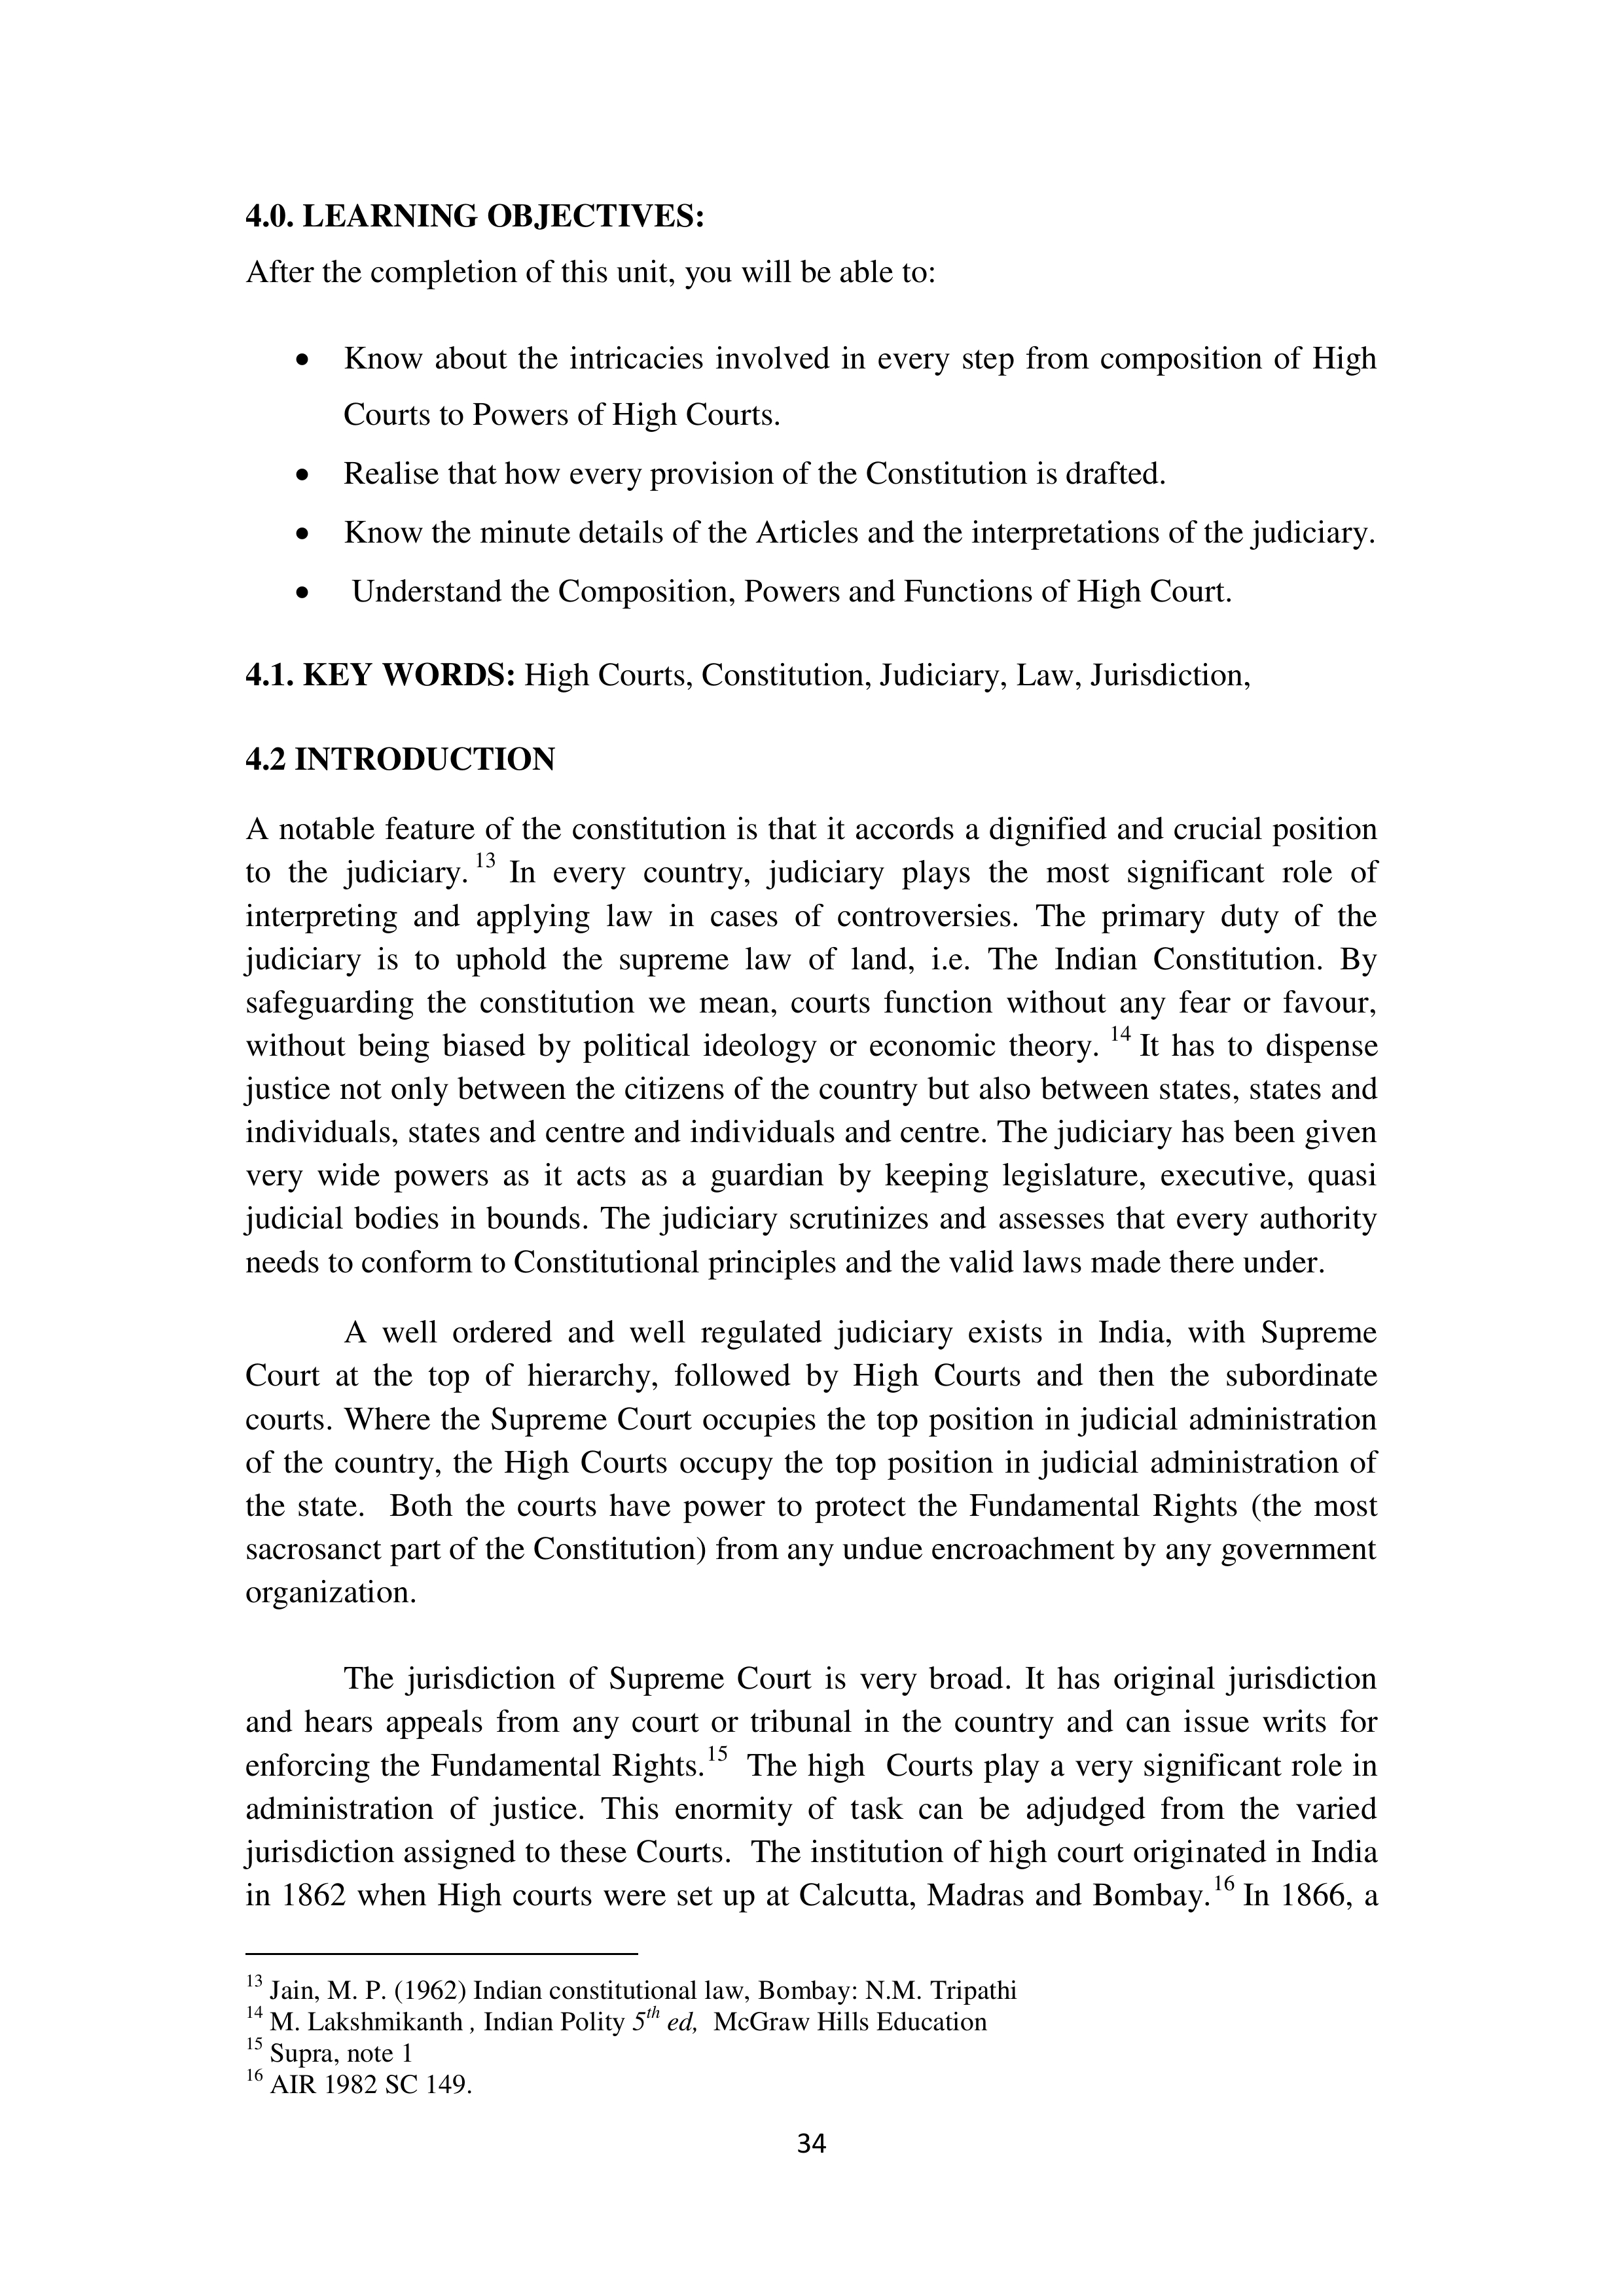 4.0. LEARNING OBJECTIVES:
After the completion of this unit, you will be able to:
• Know about the intricacies involved in every step from composition of High
Courts to Powers of High Courts.
• Realise that how every provision of the Constitution is drafted.
• Know the minute details of the Articles and the interpretations of the judiciary.
• Understand the Composition, Powers and Functions of High Court.
4.1. KEY WORDS: High Courts, Constitution, Judiciary, Law, Jurisdiction,
4.2 INTRODUCTION
A notable feature of the constitution is that it accords a dignified and crucial position
to the judiciary. 13 In every country, judiciary plays the most significant role of
interpreting and applying law in cases of controversies. The primary duty of the
judiciary is to uphold the supreme law of land, i.e. The Indian Constitution. By
safeguarding the constitution we mean, courts function without any fear or favour,
without being biased by political ideology or economic theory. 14 It has to dispense
justice not only between the citizens of the country but also between states, states and
individuals, states and centre and individuals and centre. The judiciary has been given
very wide powers as it acts as a guardian by keeping legislature, executive, quasi
judicial bodies in bounds. The judiciary scrutinizes and assesses that every authority
needs to conform to Constitutional principles and the valid laws made there under.
A well ordered and well regulated judiciary exists in India, with Supreme
Court at the top of hierarchy, followed by High Courts and then the subordinate
courts. Where the Supreme Court occupies the top position in judicial administration
of the country, the High Courts occupy the top position in judicial administration of
the state. Both the courts have power to protect the Fundamental Rights (the most
sacrosanct part of the Constitution) from any undue encroachment by any government
organization.
The jurisdiction of Supreme Court is very broad. It has original jurisdiction
and hears appeals from any court or tribunal in the country and can issue writs for
enforcing the Fundamental Rights.15 The high Courts play a very significant role in
administration of justice. This enormity of task can be adjudged from the varied
jurisdiction assigned to these Courts. The institution of high court originated in India
in 1862 when High courts were set up at Calcutta, Madras and Bombay.16 In 1866, a
13 Jain, M. P. (1962) Indian constitutional law, Bombay: N.M. Tripathi
14 M. Lakshmikanth , Indian Polity 5th ed, McGraw Hills Education
15 Supra, note 1
16 AIR 1982 SC 149.
34